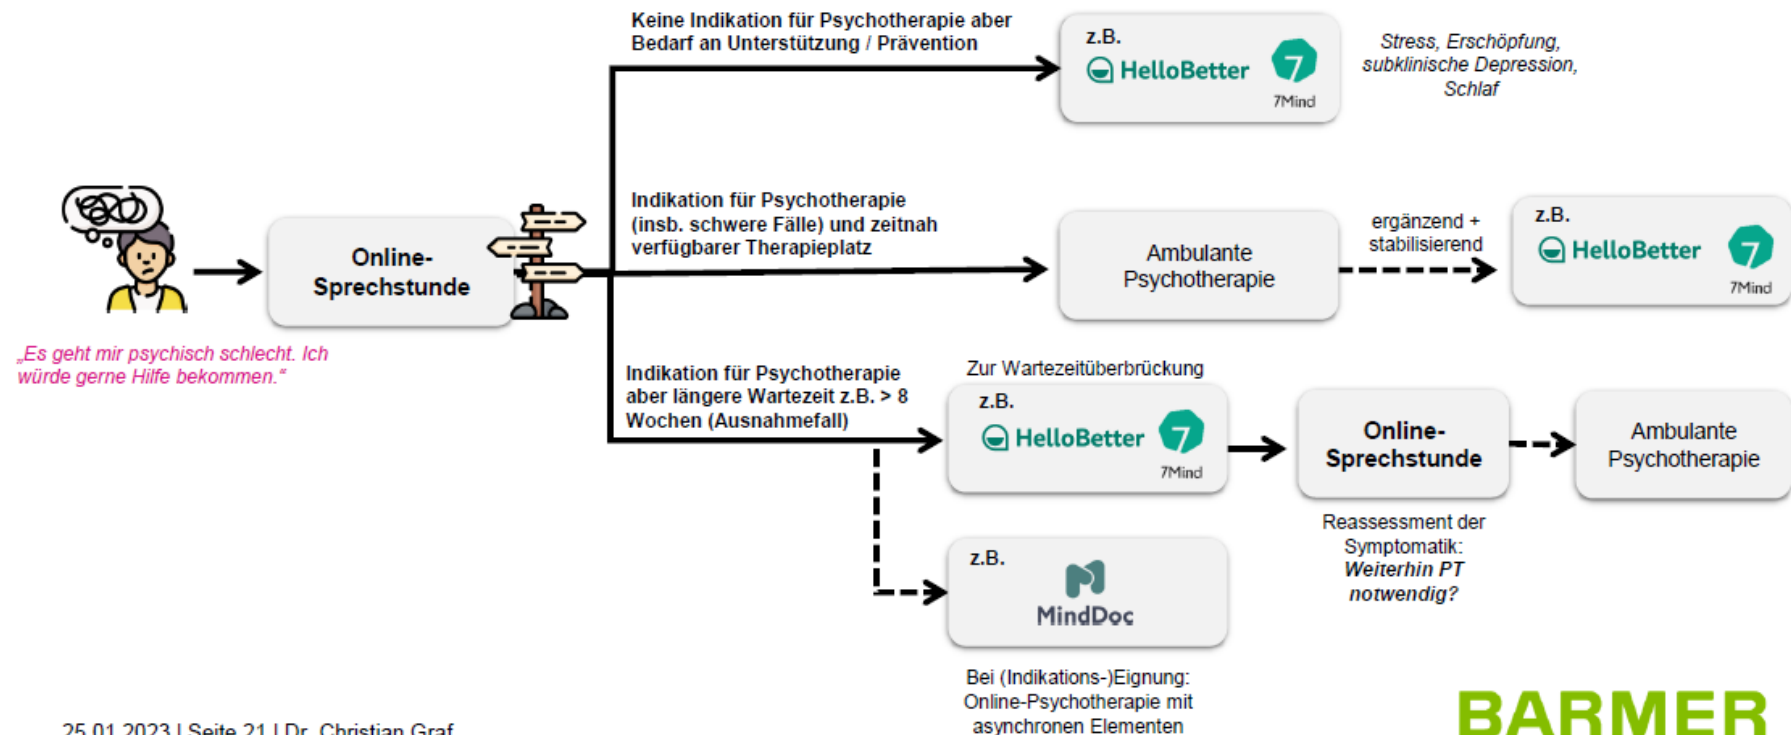 Keine Indikation für Psychotherapie aber
Bedarf an Unterstützung / Prävention
z.B.
HelloBetter
7
7Mind
Stress, Erschöpfung,
subklinische Depression,
Schlaf
„Es geht mir psychisch schlecht. Ich
würde gerne Hilfe bekommen.“
Online-
Sprechstunde
Indikation für Psychotherapie
(insb. schwere Fälle) und zeitnah
verfügbarer Therapieplatz
Ambulante
Psychotherapie
ergänzend +
stabilisierend
z.B.
HelloBetter
7
7Mind
Indikation für Psychotherapie
aber längere Wartezeit z.B. > 8
Wochen (Ausnahmefall)
Zur Wartezeitüberbrückung
z.B.
HelloBetter
7
7Mind
Online-
Sprechstunde
Reassessment der
Symptomatik:
Weiterhin PT
notwendig?
Ambulante
Psychotherapie
z.B.
MindDoc
Bei (Indikations-)Eignung:
Online-Psychotherapie mit
asynchronen Elementen
25.01.2023 | Seite 21 | Dr. Christian Graf
BARMER